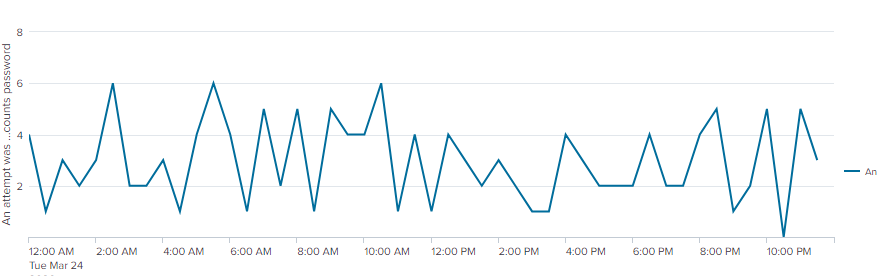 8
6
4
2
An attempt was ...counts password
12:00 AM 2:00 AM 4:00 AM 6:00 AM 8:00 AM 10:00 AM 12:00 PM 2:00 PM 4:00 PM 6:00 PM 8:00 PM 10:00 PM
Tue Mar 24
An